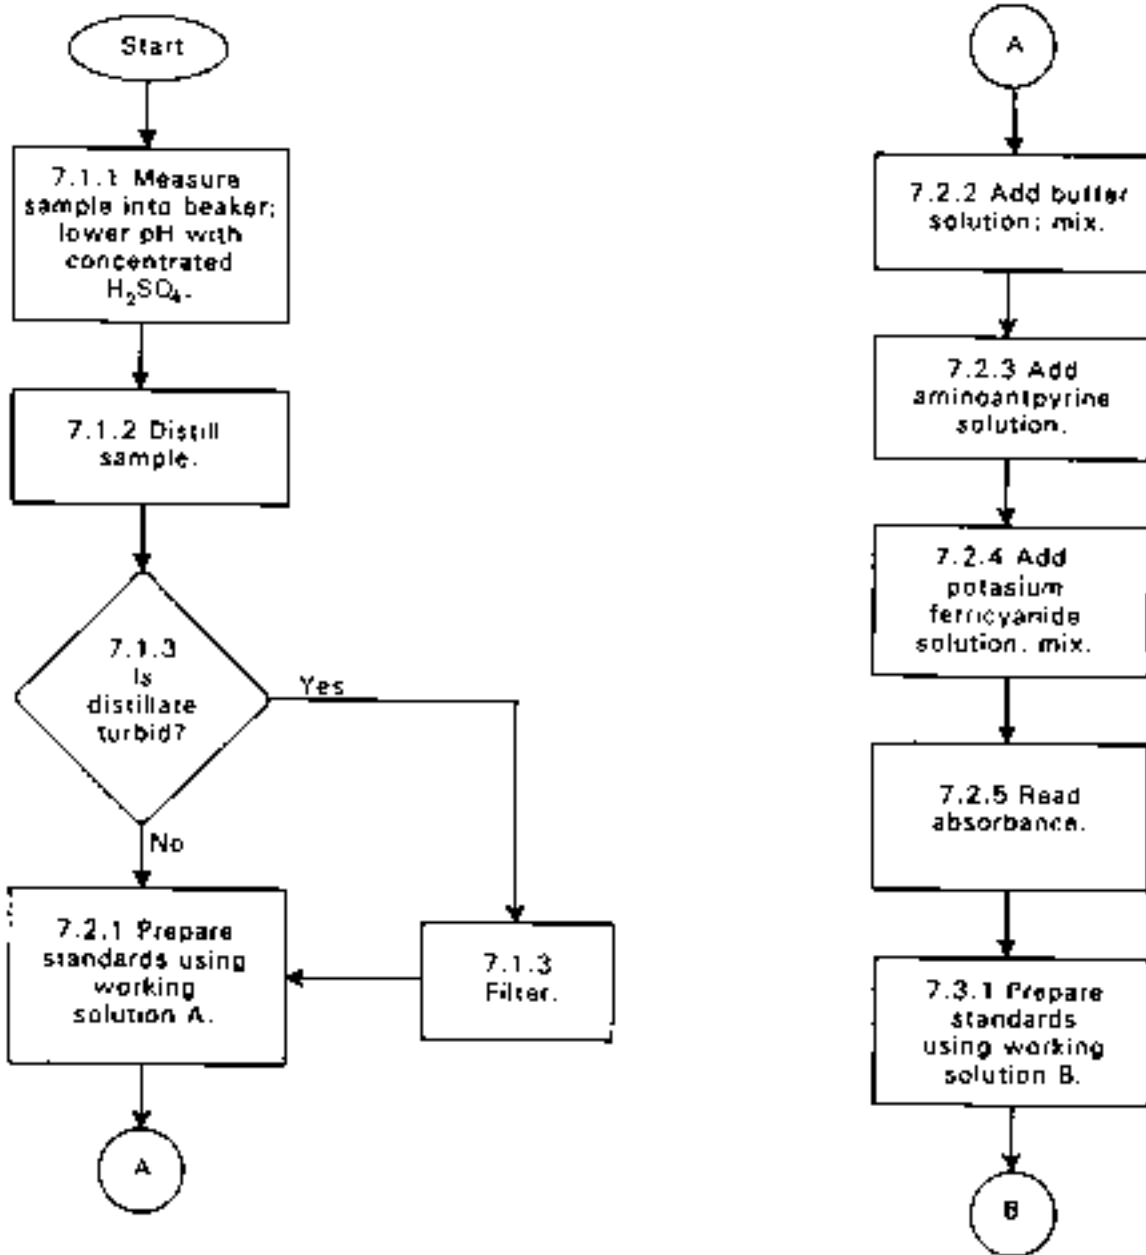 Start
7.1.1 Measure
sample into beaker;
lower pH with
concentrated
H₂SO₄.
7.1.2 Distill
sample.
7.1.3
Is
distillate
turbid?
Yes
No
7.2.1 Prepare
standards using
working
solution A.
7.1.3
Filter.
A
A
7.2.2 Add buffer
solution; mix.
7.2.3 Add
aminoantpyrine
solution.
7.2.4 Add
potasium
ferricyanide
solution. mix.
7.2.5 Read
absorbance.
7.3.1 Prepare
standards
using working
solution B.
B